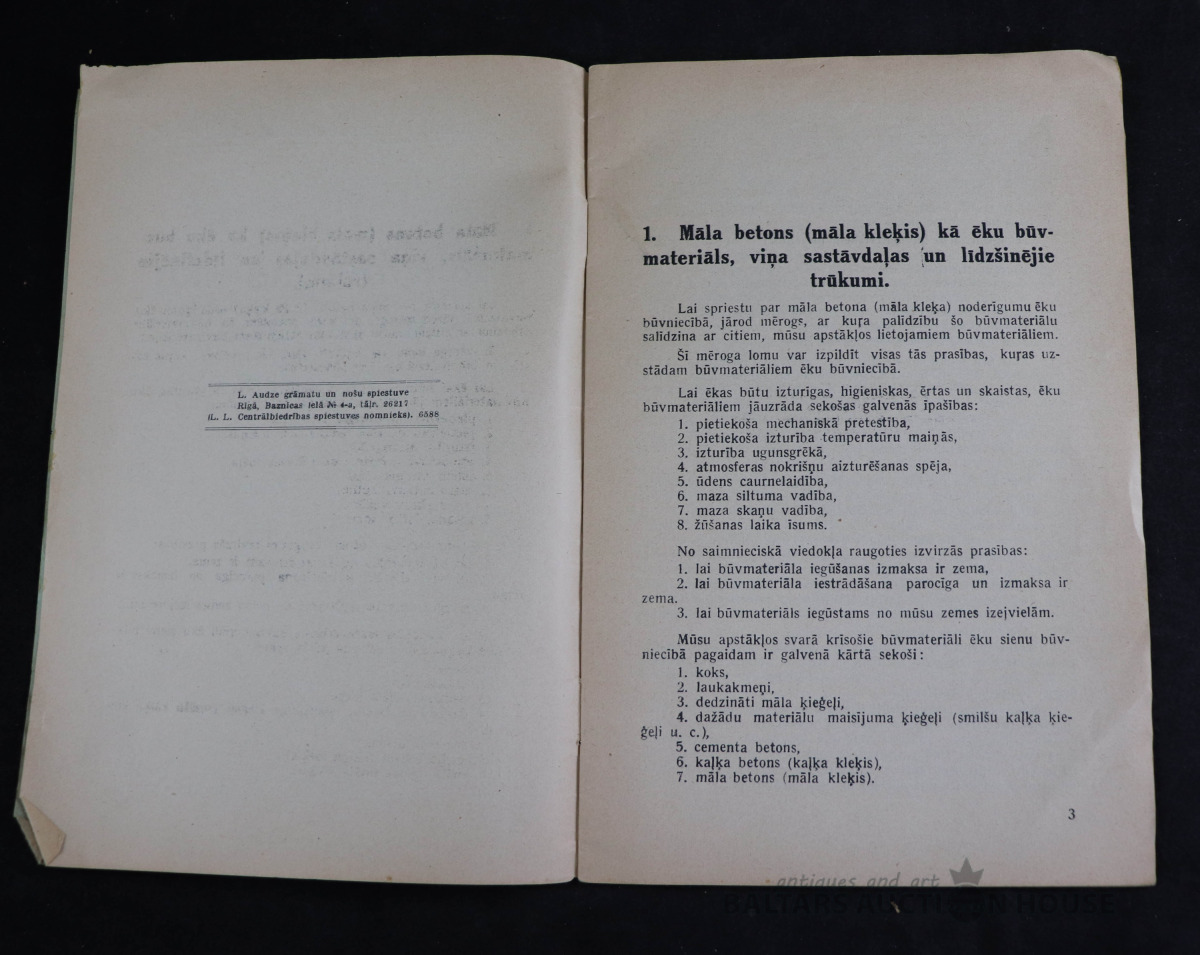 L. Audze grāmatu un nošu spiestuve
Rīgā, Baznīcas ielā № 4-a, tālr. 26217
(L. L. Centrālbiedrības spiestuves nomnieks). 6588
1. Māla betons (māla kleķis) kā ēku būv-
materiāls, viņa sastāvdaļas un līdzšinējie
trūkumi.
Lai spriestu par māla betona (māla kleķa) noderīgumu ēku
būvniecībā, jārod mērogs, ar kuŗa palīdzību šo būvmateriālu
salīdzina ar citiem, mūsu apstākļos lietojamiem būvmateriāliem.
Šī mēroga lomu var izpildīt visas tās prasības, kuŗas uz-
stādam būvmateriāliem ēku būvniecībā.
Lai ēkas būtu izturīgas, higieniskas, ērtas un skaistas, ēku
būvmateriāliem jāuzrāda sekošas galvenās īpašības:
1. pietiekoša mechaniskā pretestība,
2. pietiekoša izturība temperatūru maiņās,
3. izturība ugunsgrēkā,
4. atmosferas nokrišņu aizturēšanas spēja,
5. ūdens caurnelaidība,
6. maza siltuma vadība,
7. maza skaņu vadība,
8. žūšanas laika īsums.
No saimnieciskā viedokļa raugoties izvirzās prasības:
1. lai būvmateriāla iegūšanas izmaksa ir zema,
2. lai būvmateriāla iestrādāšana parocīga un izmaksa ir
zema.
3. lai būvmateriāls iegūstams no mūsu zemes izejvielām.
Mūsu apstākļos svarā krīsošie būvmateriāli ēku sienu būv-
niecībā pagaidam ir galvenā kārtā sekoši:
1. koks,
2. laukakmeņi,
3. dedzināti māla ķieģeļi,
4. dažādu materiālu maisījuma ķieģeļi (smilšu kaļķa ķie-
ģeļi u. c.),
5. cementa betons,
6. kaļķa betons (kaļķa kleķis),
7. māla betons (māla kleķis).
3
antiques and art
BALTARS AUCTION HOUSE